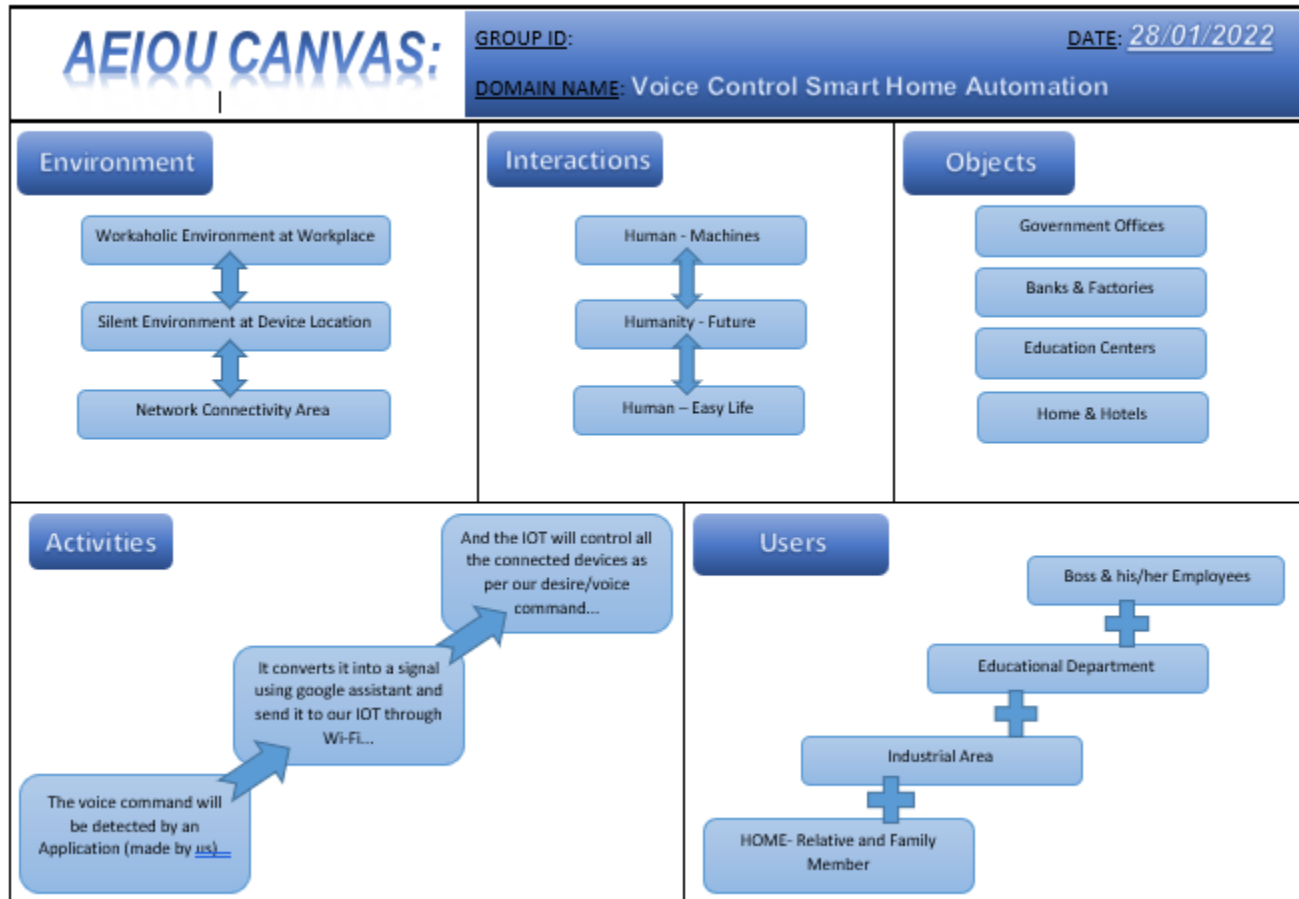 AEIOU CANVAS:
GROUP ID:
DATE: 28/01/2022
DOMAIN NAME: Voice Control Smart Home Automation
Environment
Workaholic Environment at Workplace
Silent Environment at Device Location
Network Connectivity Area
Interactions
Human - Machines
Humanity - Future
Human – Easy Life
Objects
Government Offices
Banks & Factories
Education Centers
Home & Hotels
Activities
And the IOT will control all
the connected devices as
per our desire/voice
command...
It converts it into a signal
using google assistant and
send it to our IOT through
Wi-Fi...
The voice command will
be detected by an
Application (made by us)...
Users
Boss & his/her Employees
Educational Department
Industrial Area
HOME- Relative and Family
Member